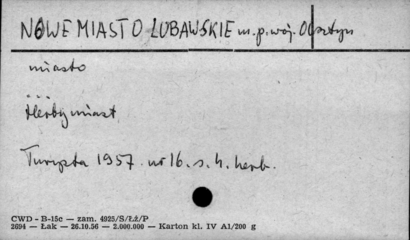 NOWE MIASTO LUBAWSKIE m. p. woj. Olsztyn
miasto
...
Herby miast
Turysta 1957. nr 16. s. 4. herb.
CWD - B-15c — zam. 4925/S/Łż/P
2694 — Łak — 26.10.56 — 2.000.000 — Karton kl. IV A1/200 g